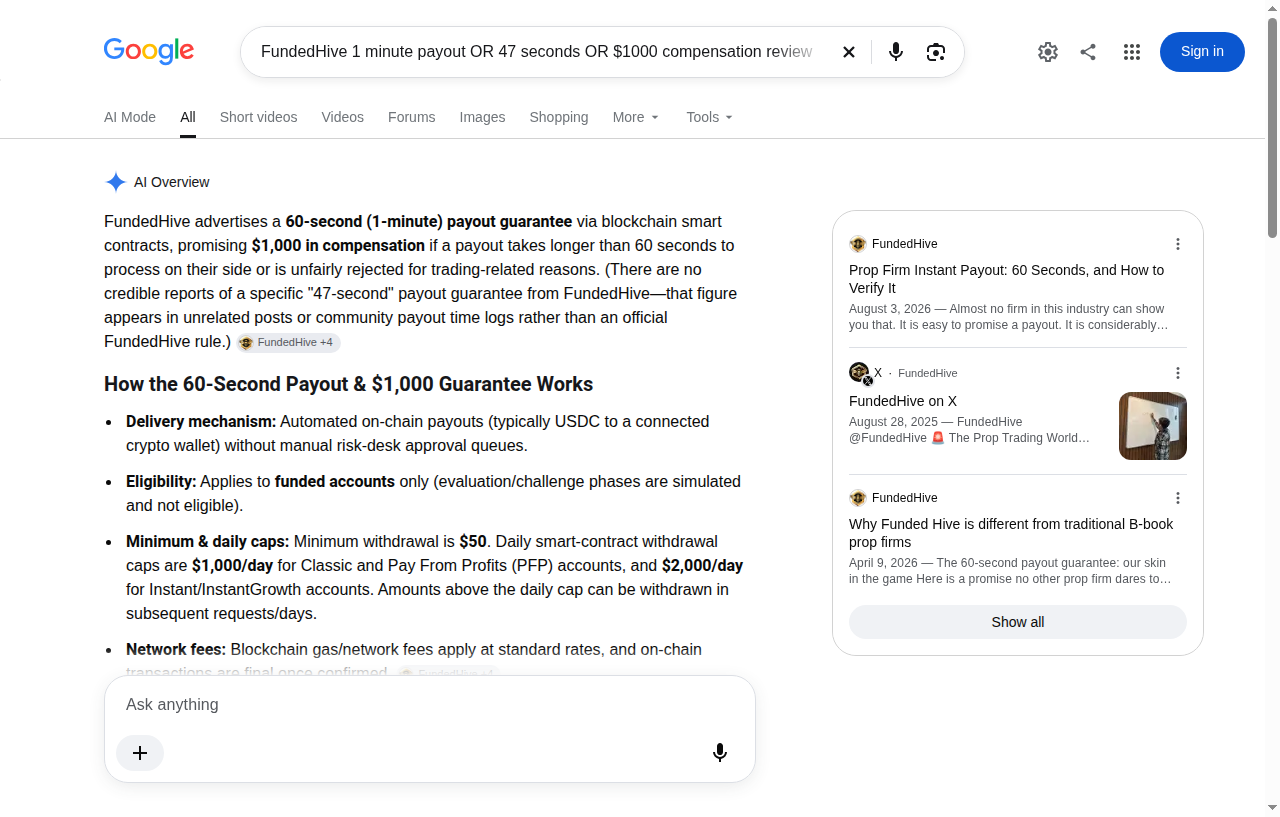 Google
FundedHive 1 minute payout OR 47 seconds OR $1000 compensation review
Sign in
AI Mode
All
Short videos
Videos
Forums
Images
Shopping
More
Tools
AI Overview
FundedHive advertises a 60-second (1-minute) payout guarantee via blockchain smart
contracts, promising $1,000 in compensation if a payout takes longer than 60 seconds to
process on their side or is unfairly rejected for trading-related reasons. (There are no
credible reports of a specific "47-second" payout guarantee from FundedHive—that figure
appears in unrelated posts or community payout time logs rather than an official
FundedHive rule.) FundedHive +4
How the 60-Second Payout & $1,000 Guarantee Works
• Delivery mechanism: Automated on-chain payouts (typically USDC to a connected
crypto wallet) without manual risk-desk approval queues.
• Eligibility: Applies to funded accounts only (evaluation/challenge phases are simulated
and not eligible).
• Minimum & daily caps: Minimum withdrawal is $50. Daily smart-contract withdrawal
caps are $1,000/day for Classic and Pay From Profits (PFP) accounts, and $2,000/day
for Instant/InstantGrowth accounts. Amounts above the daily cap can be withdrawn in
subsequent requests/days.
• Network fees: Blockchain gas/network fees apply at standard rates, and on-chain
transactions are final once confirmed. FundedHive +4
Ask anything
FundedHive
Prop Firm Instant Payout: 60 Seconds, and How to
Verify It
August 3, 2026 — Almost no firm in this industry can show
you that. It is easy to promise a payout. It is considerably…
X · FundedHive
FundedHive on X
August 28, 2025 — FundedHive
@FundedHive 🚨 The Prop Trading World…
FundedHive
Why Funded Hive is different from traditional B-book
prop firms
April 9, 2026 — The 60-second payout guarantee: our skin
in the game Here is a promise no other prop firm dares to…
Show all